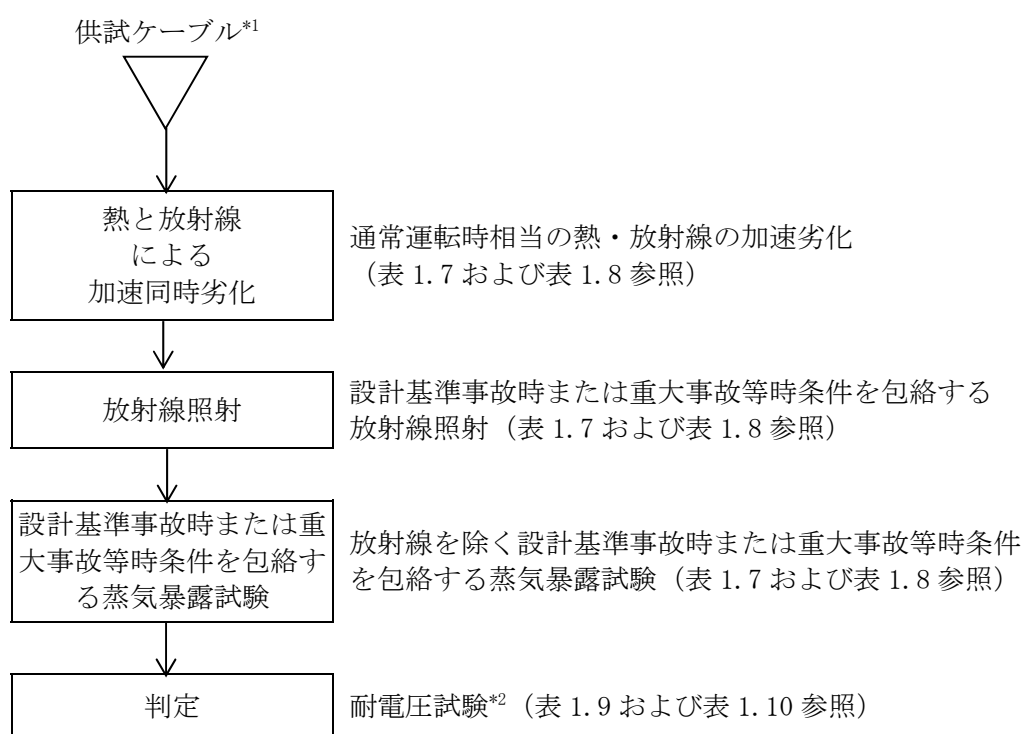 供試ケーブル*1
熱と放射線
による
加速同時劣化
通常運転時相当の熱・放射線の加速劣化
（表 1.7 および表 1.8 参照）
放射線照射
設計基準事故時または重大事故等時条件を包絡する
放射線照射（表 1.7 および表 1.8 参照）
設計基準事故時または重
大事故等時条件を包絡す
る蒸気暴露試験
放射線を除く設計基準事故時または重大事故等時条件
を包絡する蒸気暴露試験（表 1.7 および表 1.8 参照）
判定
耐電圧試験*2（表 1.9 および表 1.10 参照）